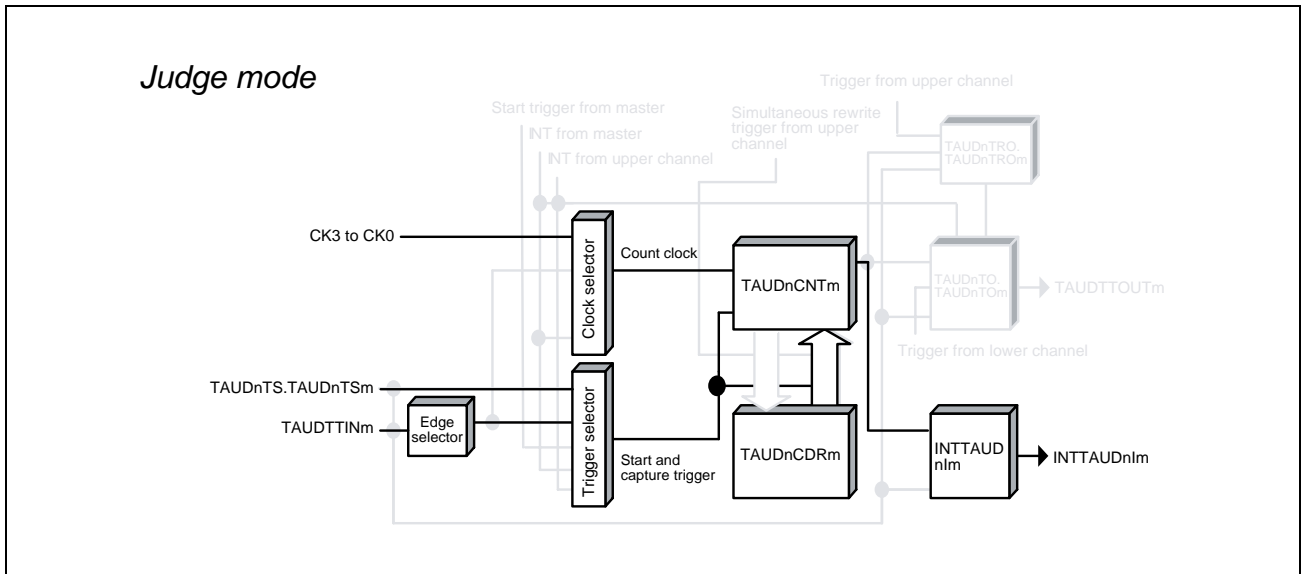 Judge mode
Trigger from upper channel
Start trigger from master
Simultaneous rewrite
trigger from upper
channel
INT from master
INT from upper channel
TAUDnTRO.
TAUDnTROm
CK3 to CK0
Clock selector
Count clock
TAUDnCNTm
TAUDnTO.
TAUDnTOm
TAUDTTOUTm
Trigger from lower channel
TAUDnTS.TAUDnTSm
TAUDTTINm
Edge
selector
Trigger selector
Start and
capture trigger
TAUDnCDRm
INTTAUD
nIm
INTTAUDnIm